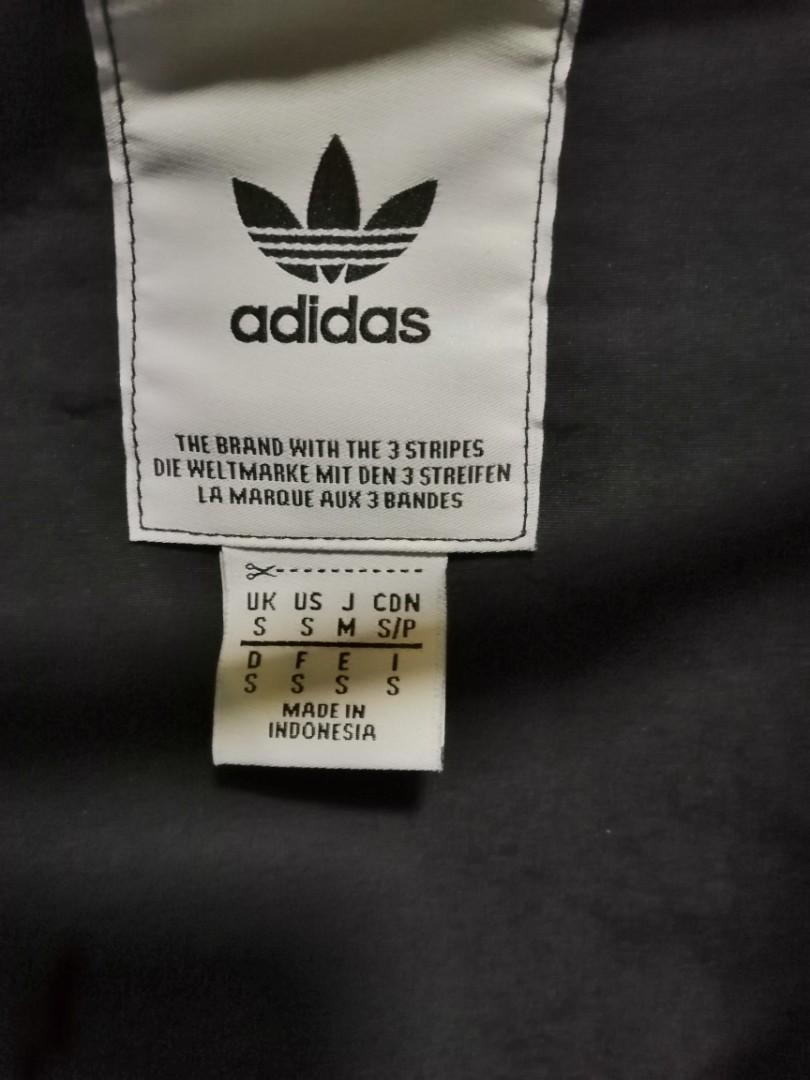 adidas
THE BRAND WITH THE 3 STRIPES
DIE WELTMARKE MIT DEN 3 STREIFEN
LA MARQUE AUX 3 BANDES
UK US J CDN
S S M S/P
D F E I
S S S S
MADE IN
INDONESIA